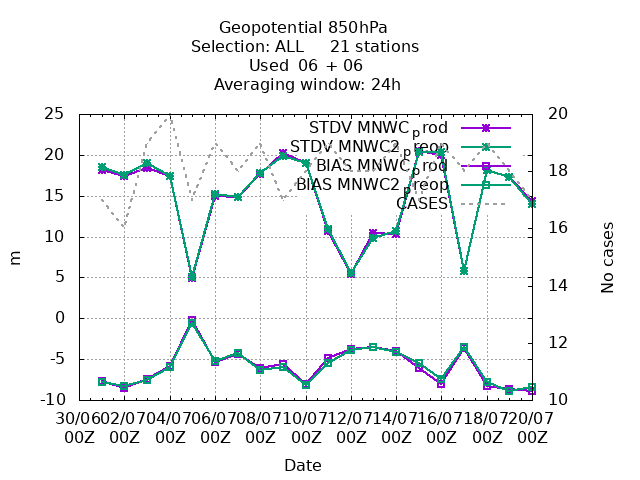 Geopotential 850hPa
Selection: ALL 21 stations
Used 06 + 06
Averaging window: 24h
25 20 15 10 5 0 -5 -10
m
STDV MNWC_prod
STDV MNWC2_preop
BIAS MNWC_prod
BIAS MNWC2_preop
CASES
20 18 16 14 12 10
No cases
30/06 02/07 04/07 06/07 08/07 10/07 12/07 14/07 16/07 18/07 20/07
00Z 00Z 00Z 00Z 00Z 00Z 00Z 00Z 00Z 00Z 00Z
Date